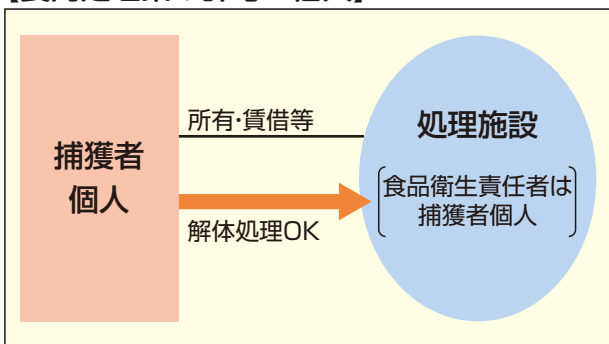 捕獲者
個人
所有・賃借等
解体処理OK
処理施設
食品衛生責任者は
捕獲者個人